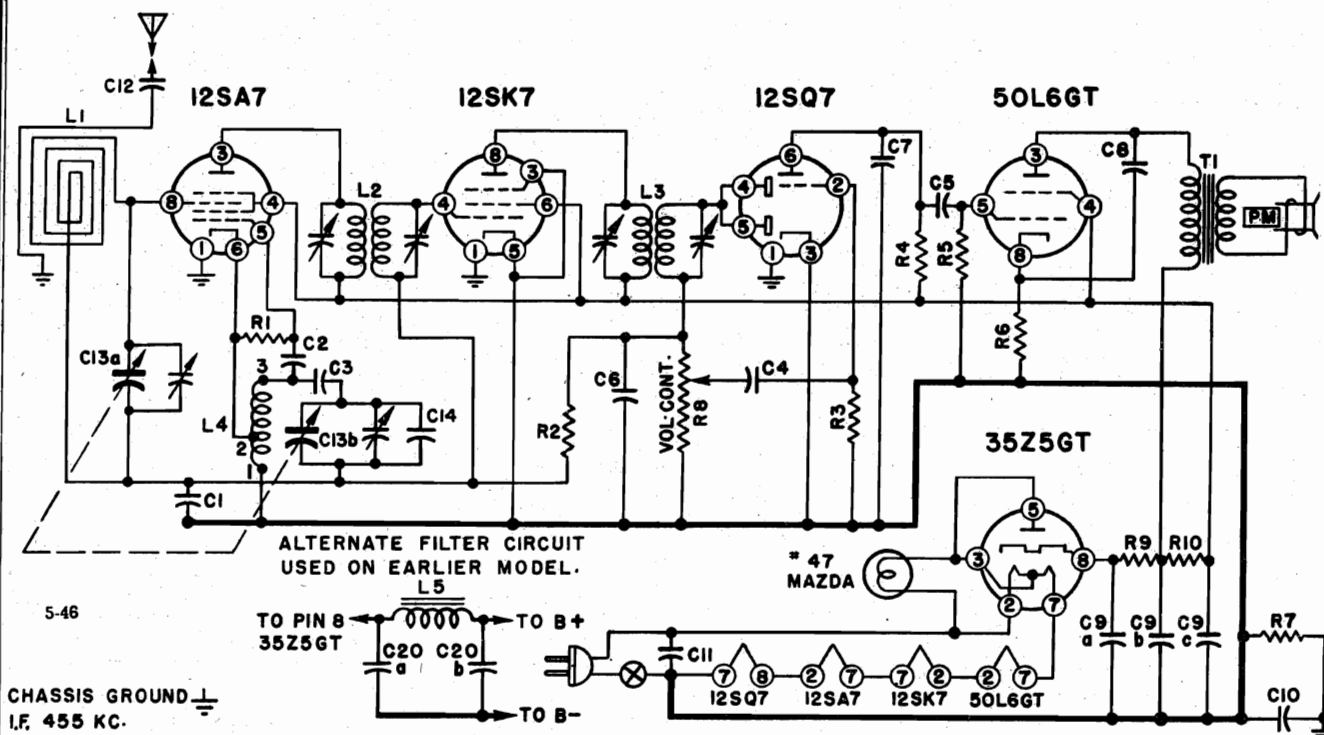 C12
L1
12SA7
12SK7
12SQ7
50L6GT
3
8
4
5
1
6
L2
8
3
4
6
1
5
L3
6
4
2
5
1
3
C7
C5
R4
R5
3
5
4
8
C8
T1
PM
R6
R1
C2
3
C3
C13a
L4
2
1
C13b
C14
R2
C6
VOL-CONT.
R8
C4
R3
C1
35Z5GT
5
3
8
2
7
R9
R10
# 47
MAZDA
ALTERNATE FILTER CIRCUIT
USED ON EARLIER MODEL.
L5
5-46
TO PIN 8
35Z5GT
TO B+
C20
a
C20
b
TO B-
C11
7
8
12SQ7
2
7
12SA7
7
2
12SK7
2
7
50L6GT
C9
a
C9
b
C9
c
R7
C10
CHASSIS GROUND
I.F. 455 KC.